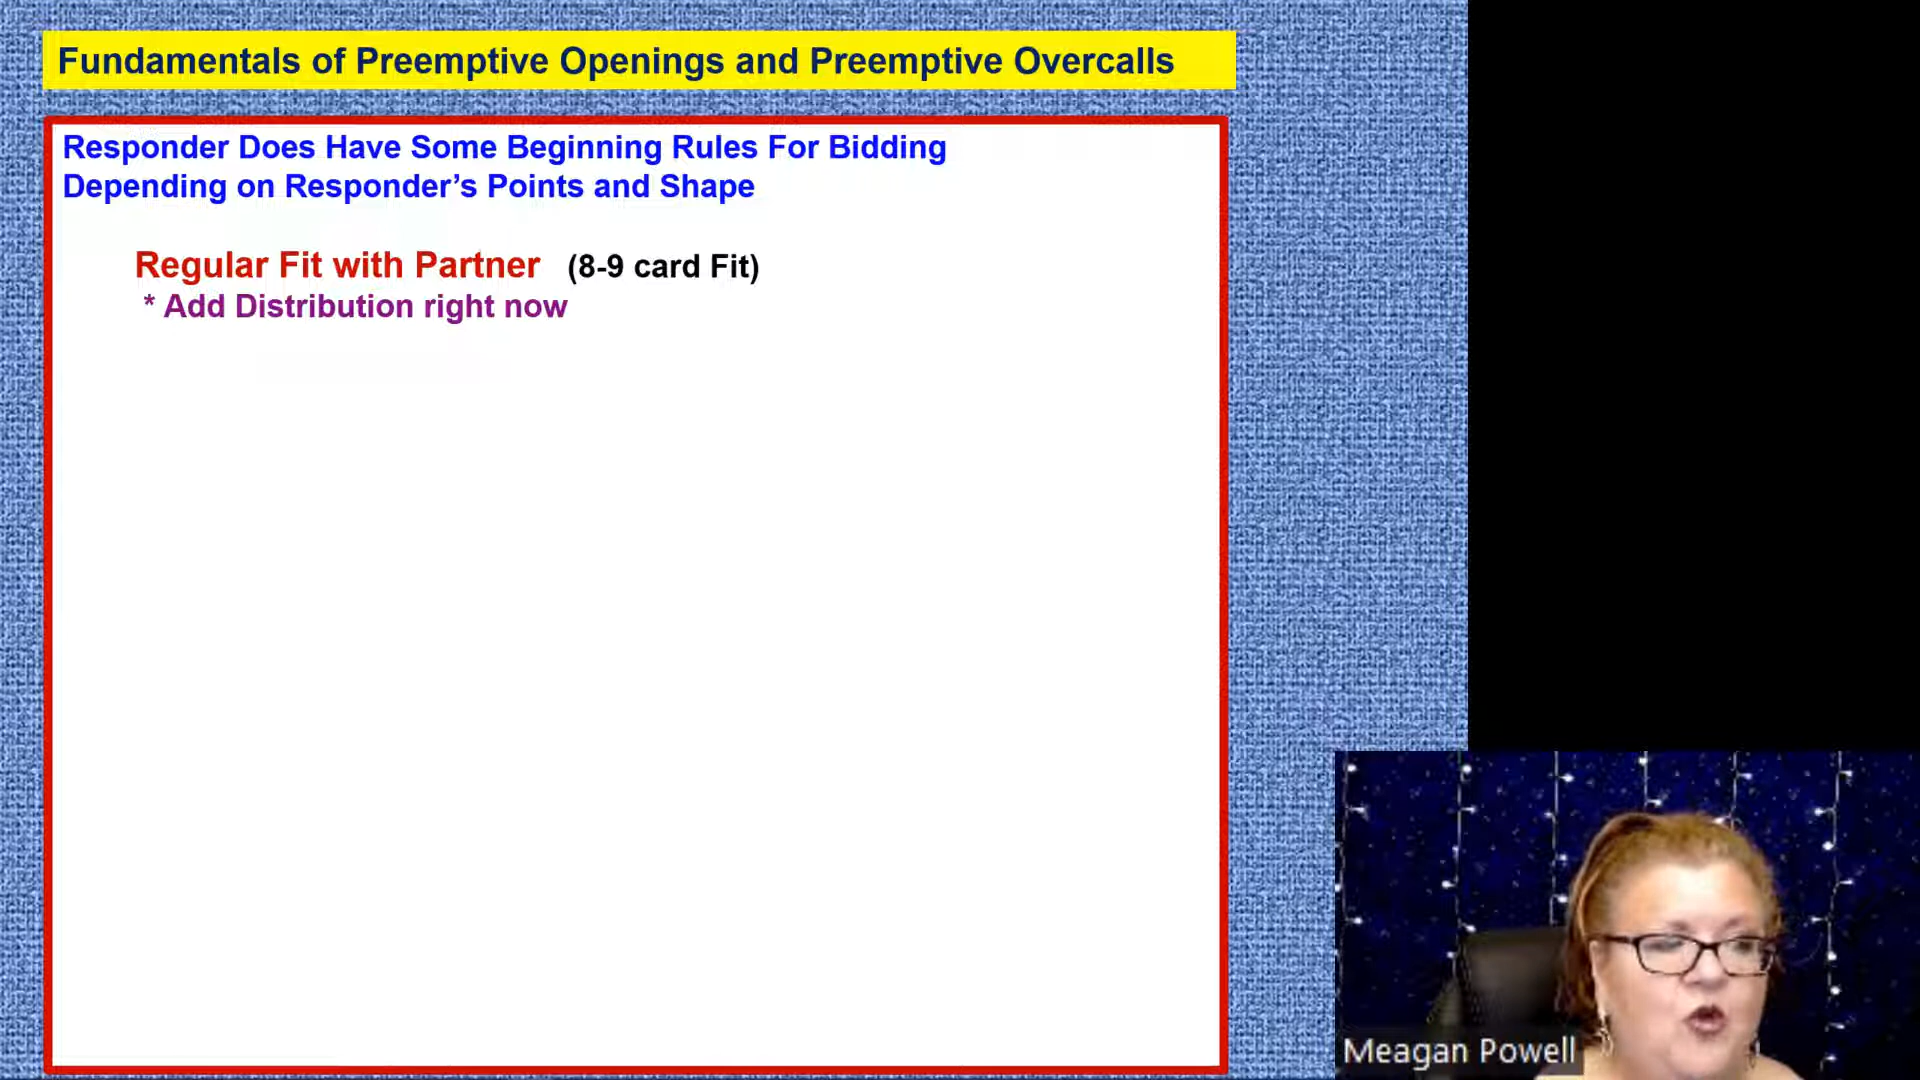 Fundamentals of Preemptive Openings and Preemptive Overcalls
Responder Does Have Some Beginning Rules For Bidding
Depending on Responder’s Points and Shape
Regular Fit with Partner (8-9 card Fit)
* Add Distribution right now
Meagan Powell